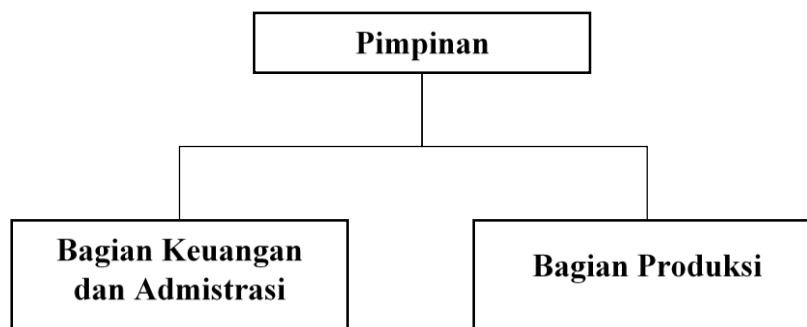 Pimpinan
Bagian Keuangan
dan Admistrasi
Bagian Produksi